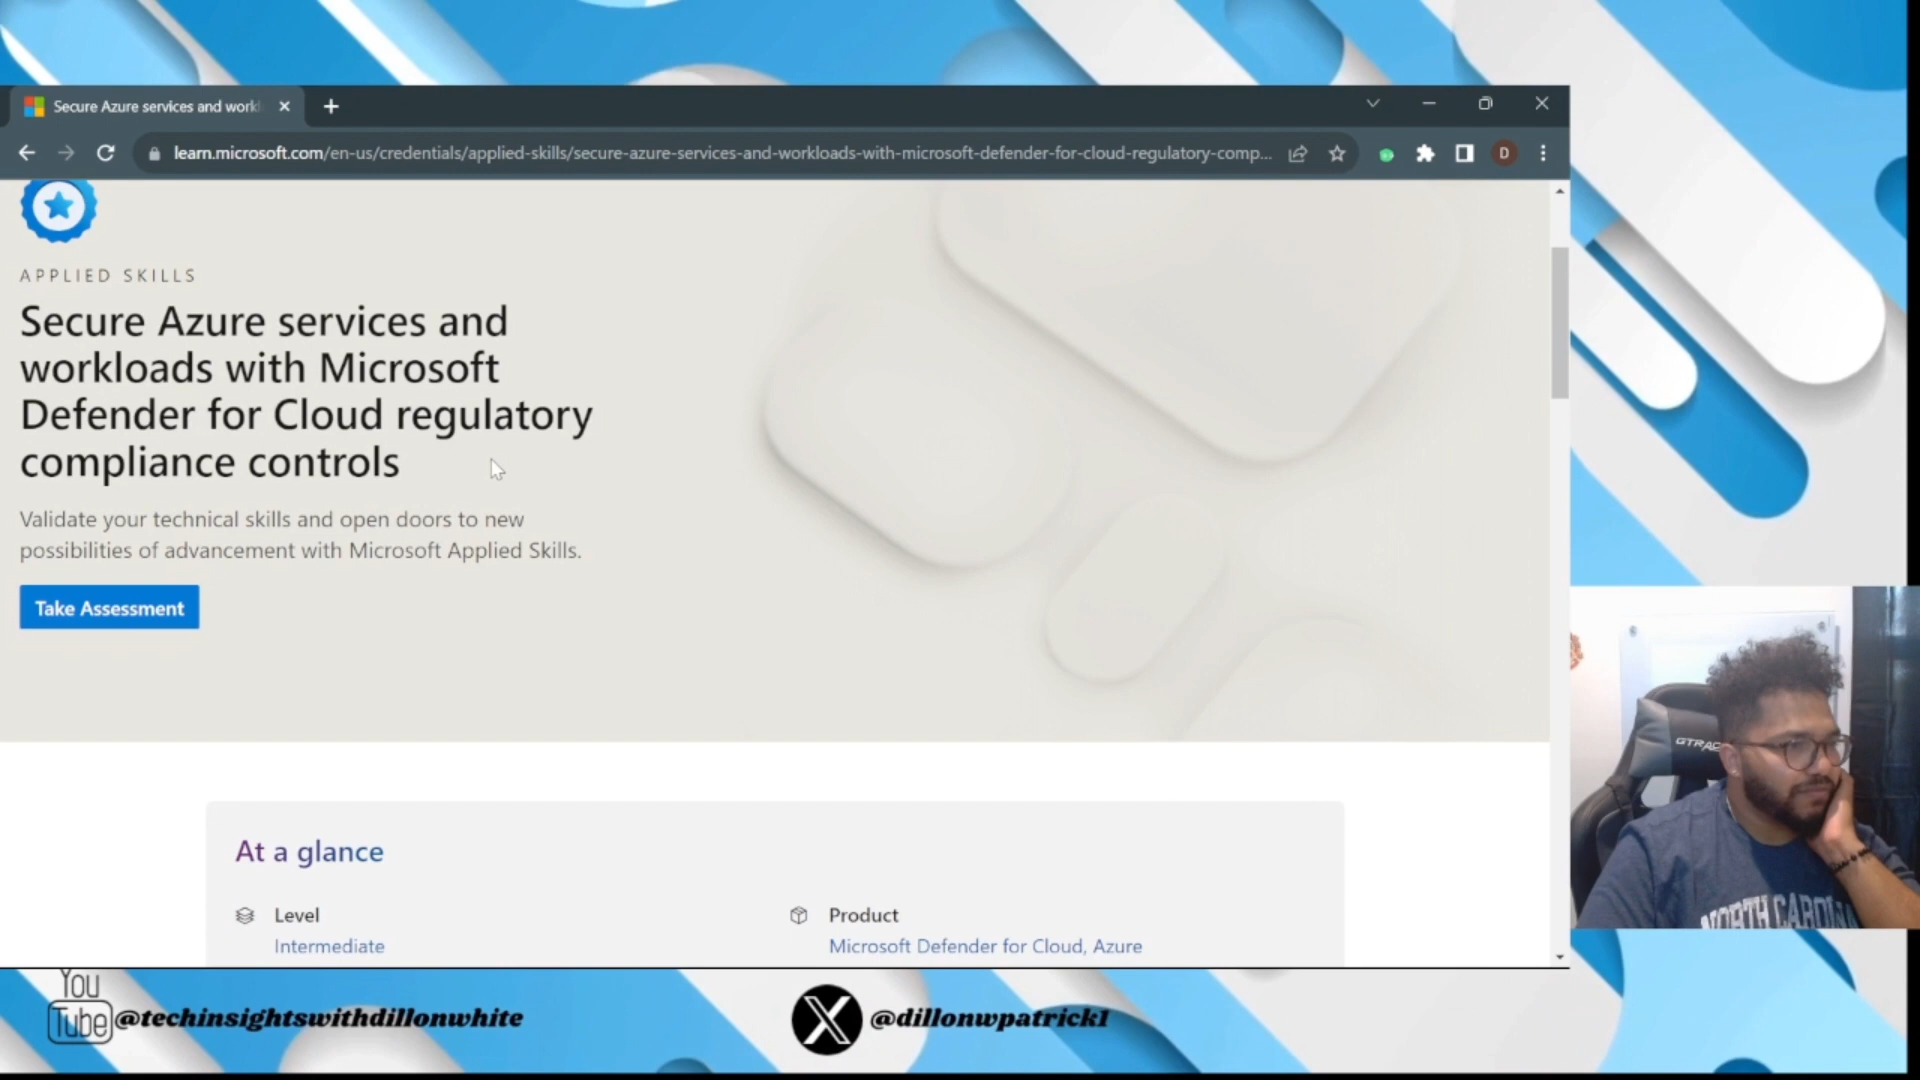 Secure Azure services and work
learn.microsoft.com/en-us/credentials/applied-skills/secure-azure-services-and-workloads-with-microsoft-defender-for-cloud-regulatory-comp...
D
APPLIED SKILLS
Secure Azure services and
workloads with Microsoft
Defender for Cloud regulatory
compliance controls
Validate your technical skills and open doors to new
possibilities of advancement with Microsoft Applied Skills.
Take Assessment
At a glance
Level
Intermediate
Product
Microsoft Defender for Cloud, Azure
NORTH CAROLINA
You
Tube
@techinsightswithdillonwhite
X
@dillonwpatrick1